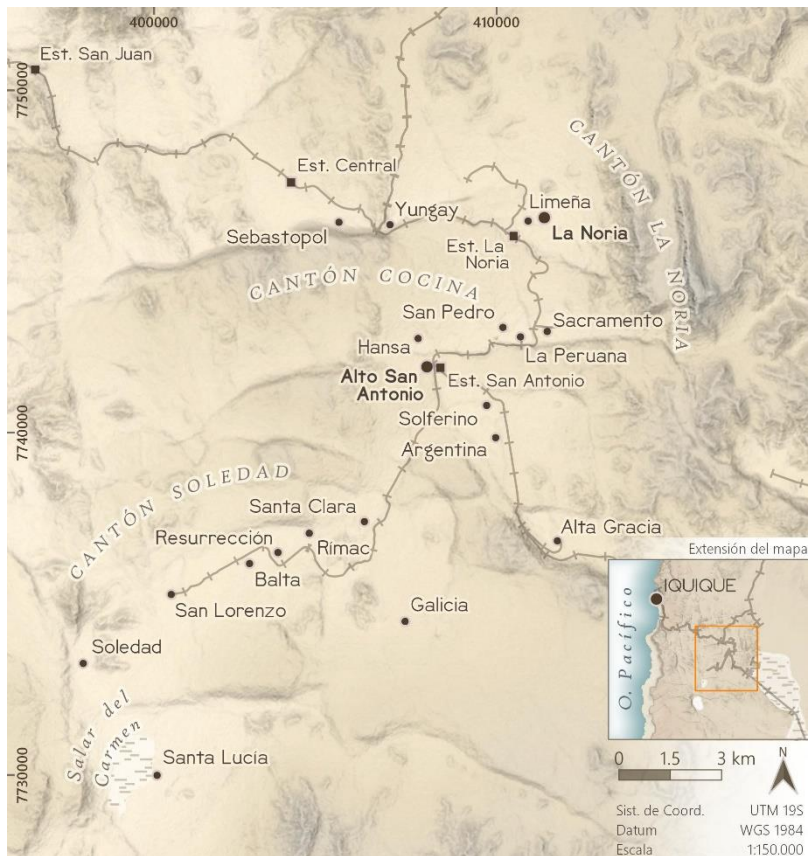 400000
410000
7750000
7740000
7730000
Est. San Juan
Est. Central
Sebastopol
Yungay
Limeña
La Noria
Est. La
Noria
CANTÓN LA NORIA
CANTÓN COCINA
San Pedro
Sacramento
Hansa
La Peruana
Alto San
Antonio
Est. San Antonio
Solferino
Argentina
CANTÓN SOLEDAD
Santa Clara
Resurrección
Rímac
Alta Gracia
Balta
San Lorenzo
Galicia
Soledad
Salar del
Carmen
Santa Lucía
Extensión del mapa
IQUIQUE
O. Pacífico
0 1.5 3 km
N
Sist. de Coord. UTM 19S
Datum WGS 1984
Escala 1:150.000